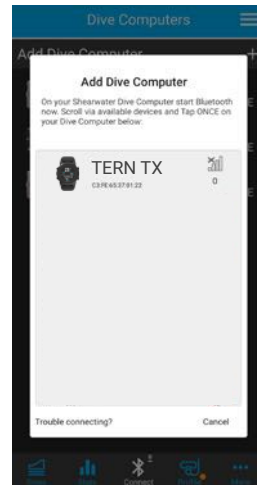 Dive Computers
Add Dive Computer +
Add Dive Computer
On your Shearwater Dive Computer start Bluetooth
now. Scroll via available devices and Tap ONCE on
your Dive Computer below:
TERN TX
C3:FE:65:37:01:22
0
Trouble connecting? Cancel
Connect